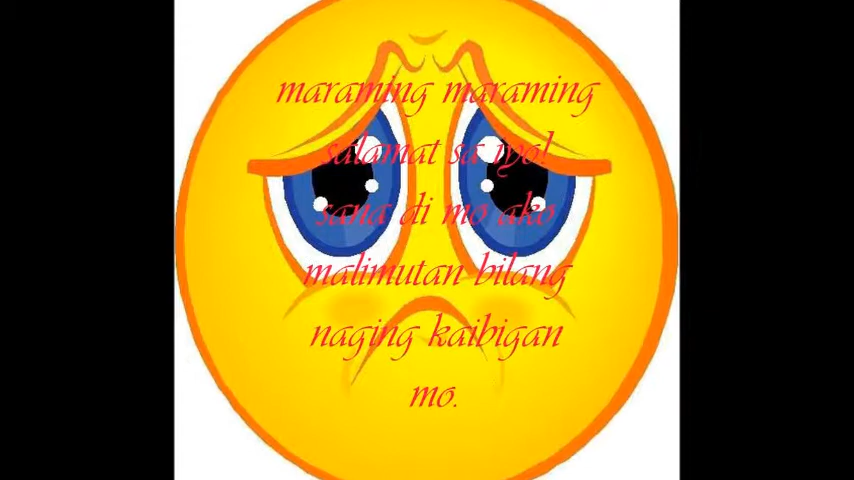 maraming maraming
salamat sa iyo!
sana di mo ako
malimutan bilang
naging kaibigan
mo.